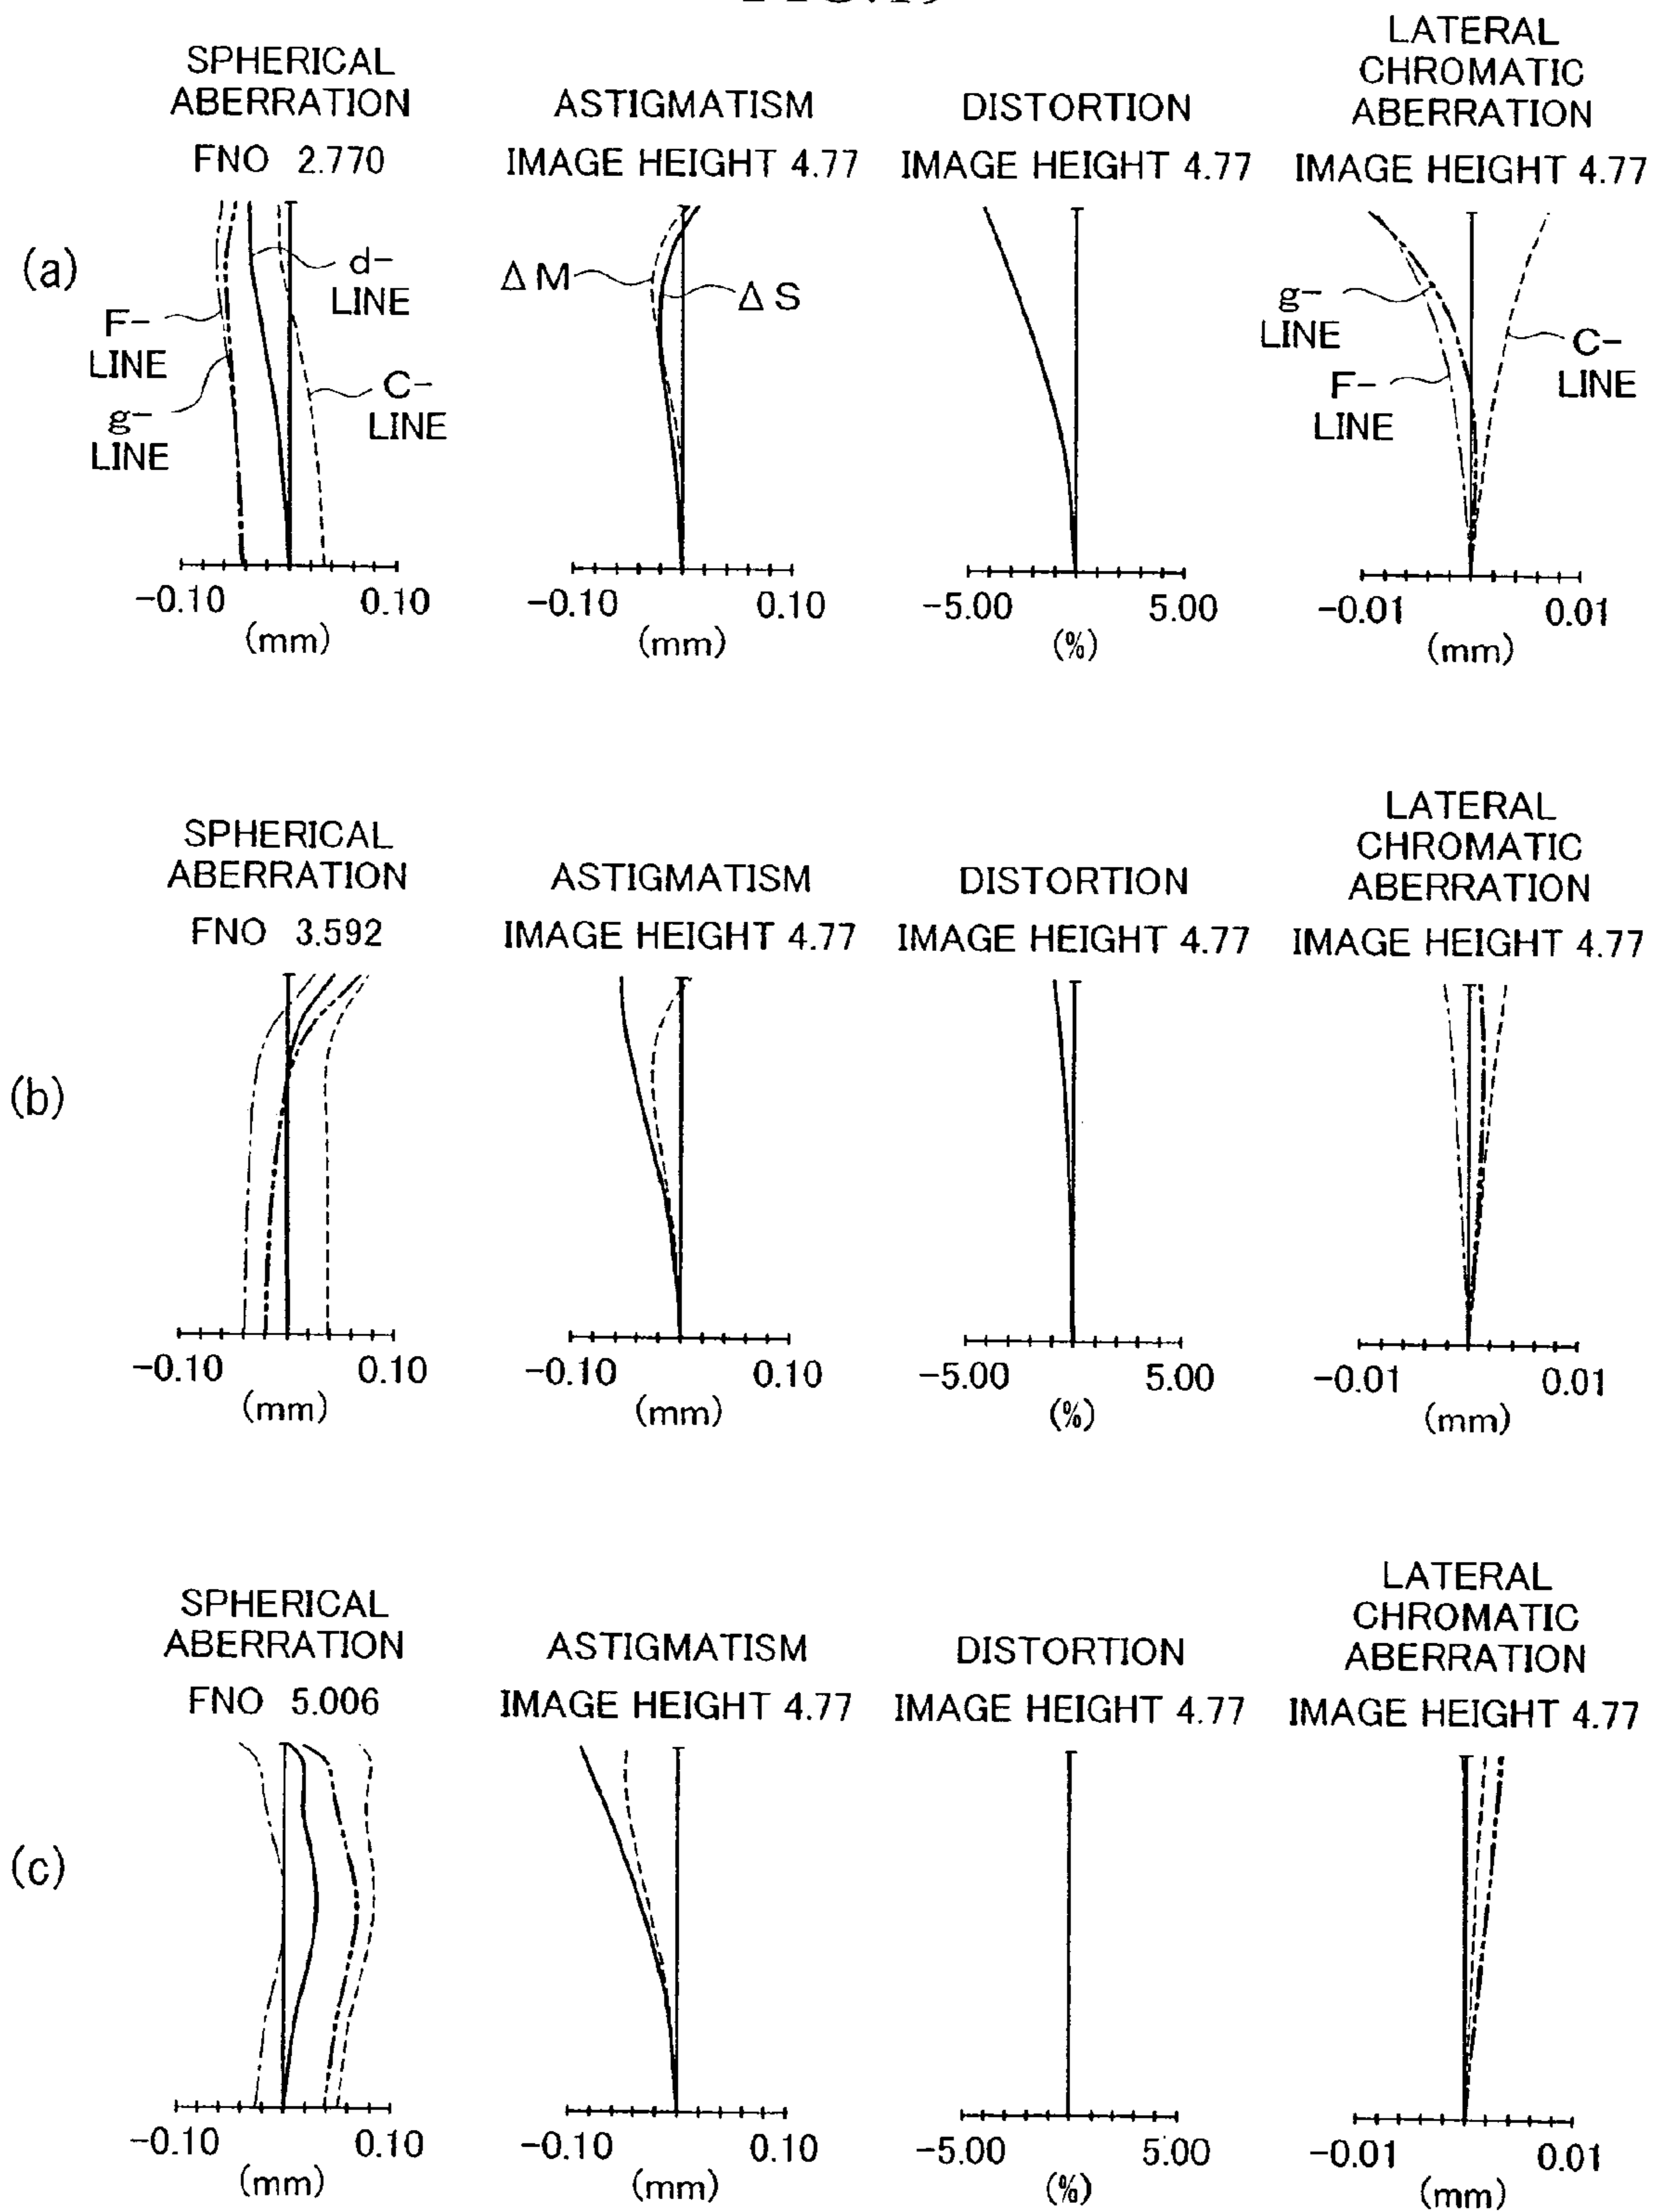 SPHERICAL
ABERRATION
FNO 2.770
ASTIGMATISM
IMAGE HEIGHT 4.77
DISTORTION
IMAGE HEIGHT 4.77
LATERAL
CHROMATIC
ABERRATION
IMAGE HEIGHT 4.77
(a)
d-
LINE
F-
LINE
g-
LINE
C-
LINE
ΔM
ΔS
g-
LINE
F-
LINE
C-
LINE
-0.10 0.10
(mm)
-0.10 0.10
(mm)
-5.00 5.00
(%)
-0.01 0.01
(mm)
SPHERICAL
ABERRATION
FNO 3.592
ASTIGMATISM
IMAGE HEIGHT 4.77
DISTORTION
IMAGE HEIGHT 4.77
LATERAL
CHROMATIC
ABERRATION
IMAGE HEIGHT 4.77
(b)
-0.10 0.10
(mm)
-0.10 0.10
(mm)
-5.00 5.00
(%)
-0.01 0.01
(mm)
SPHERICAL
ABERRATION
FNO 5.006
ASTIGMATISM
IMAGE HEIGHT 4.77
DISTORTION
IMAGE HEIGHT 4.77
LATERAL
CHROMATIC
ABERRATION
IMAGE HEIGHT 4.77
(c)
-0.10 0.10
(mm)
-0.10 0.10
(mm)
-5.00 5.00
(%)
-0.01 0.01
(mm)